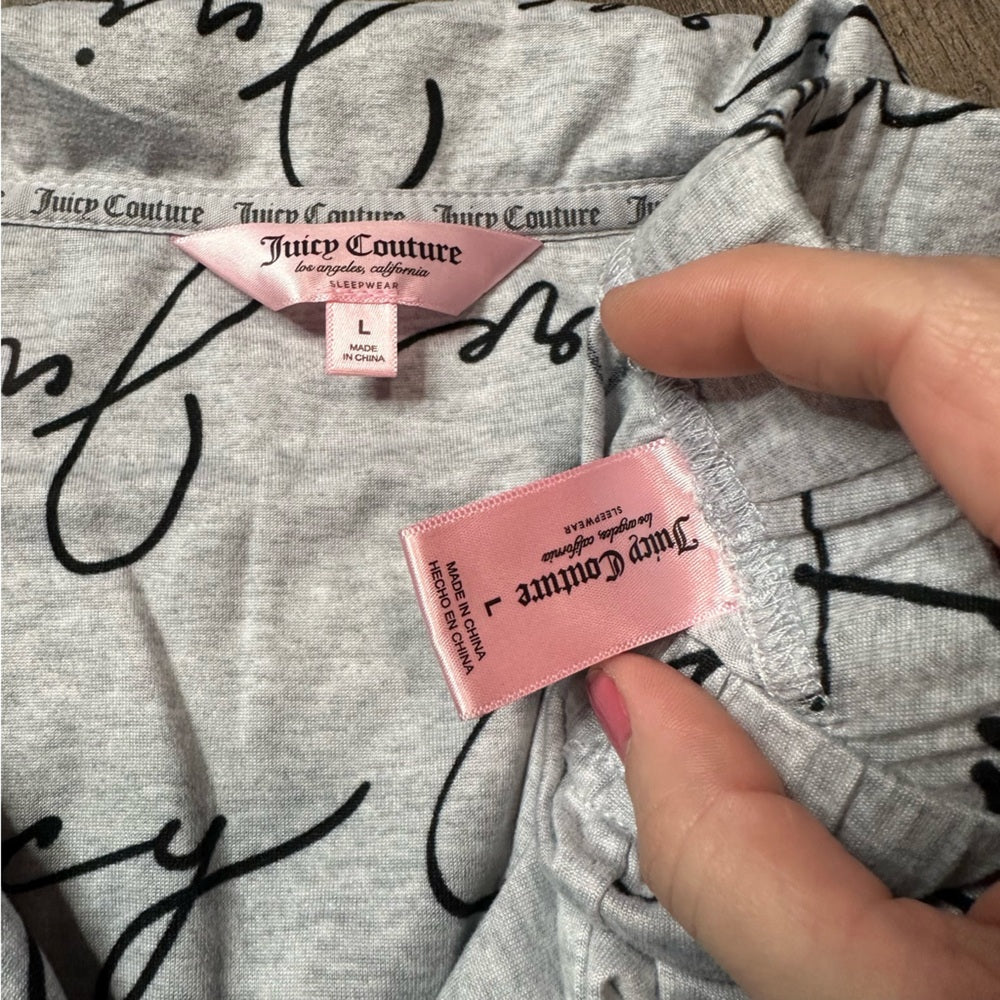 Juicy Couture Juicy Couture Juicy Couture
Juicy Couture
los angeles, california
SLEEPWEAR
L
MADE
IN CHINA
Juicy Couture
los angeles, california
SLEEPWEAR
L
MADE IN CHINA
HECHO EN CHINA